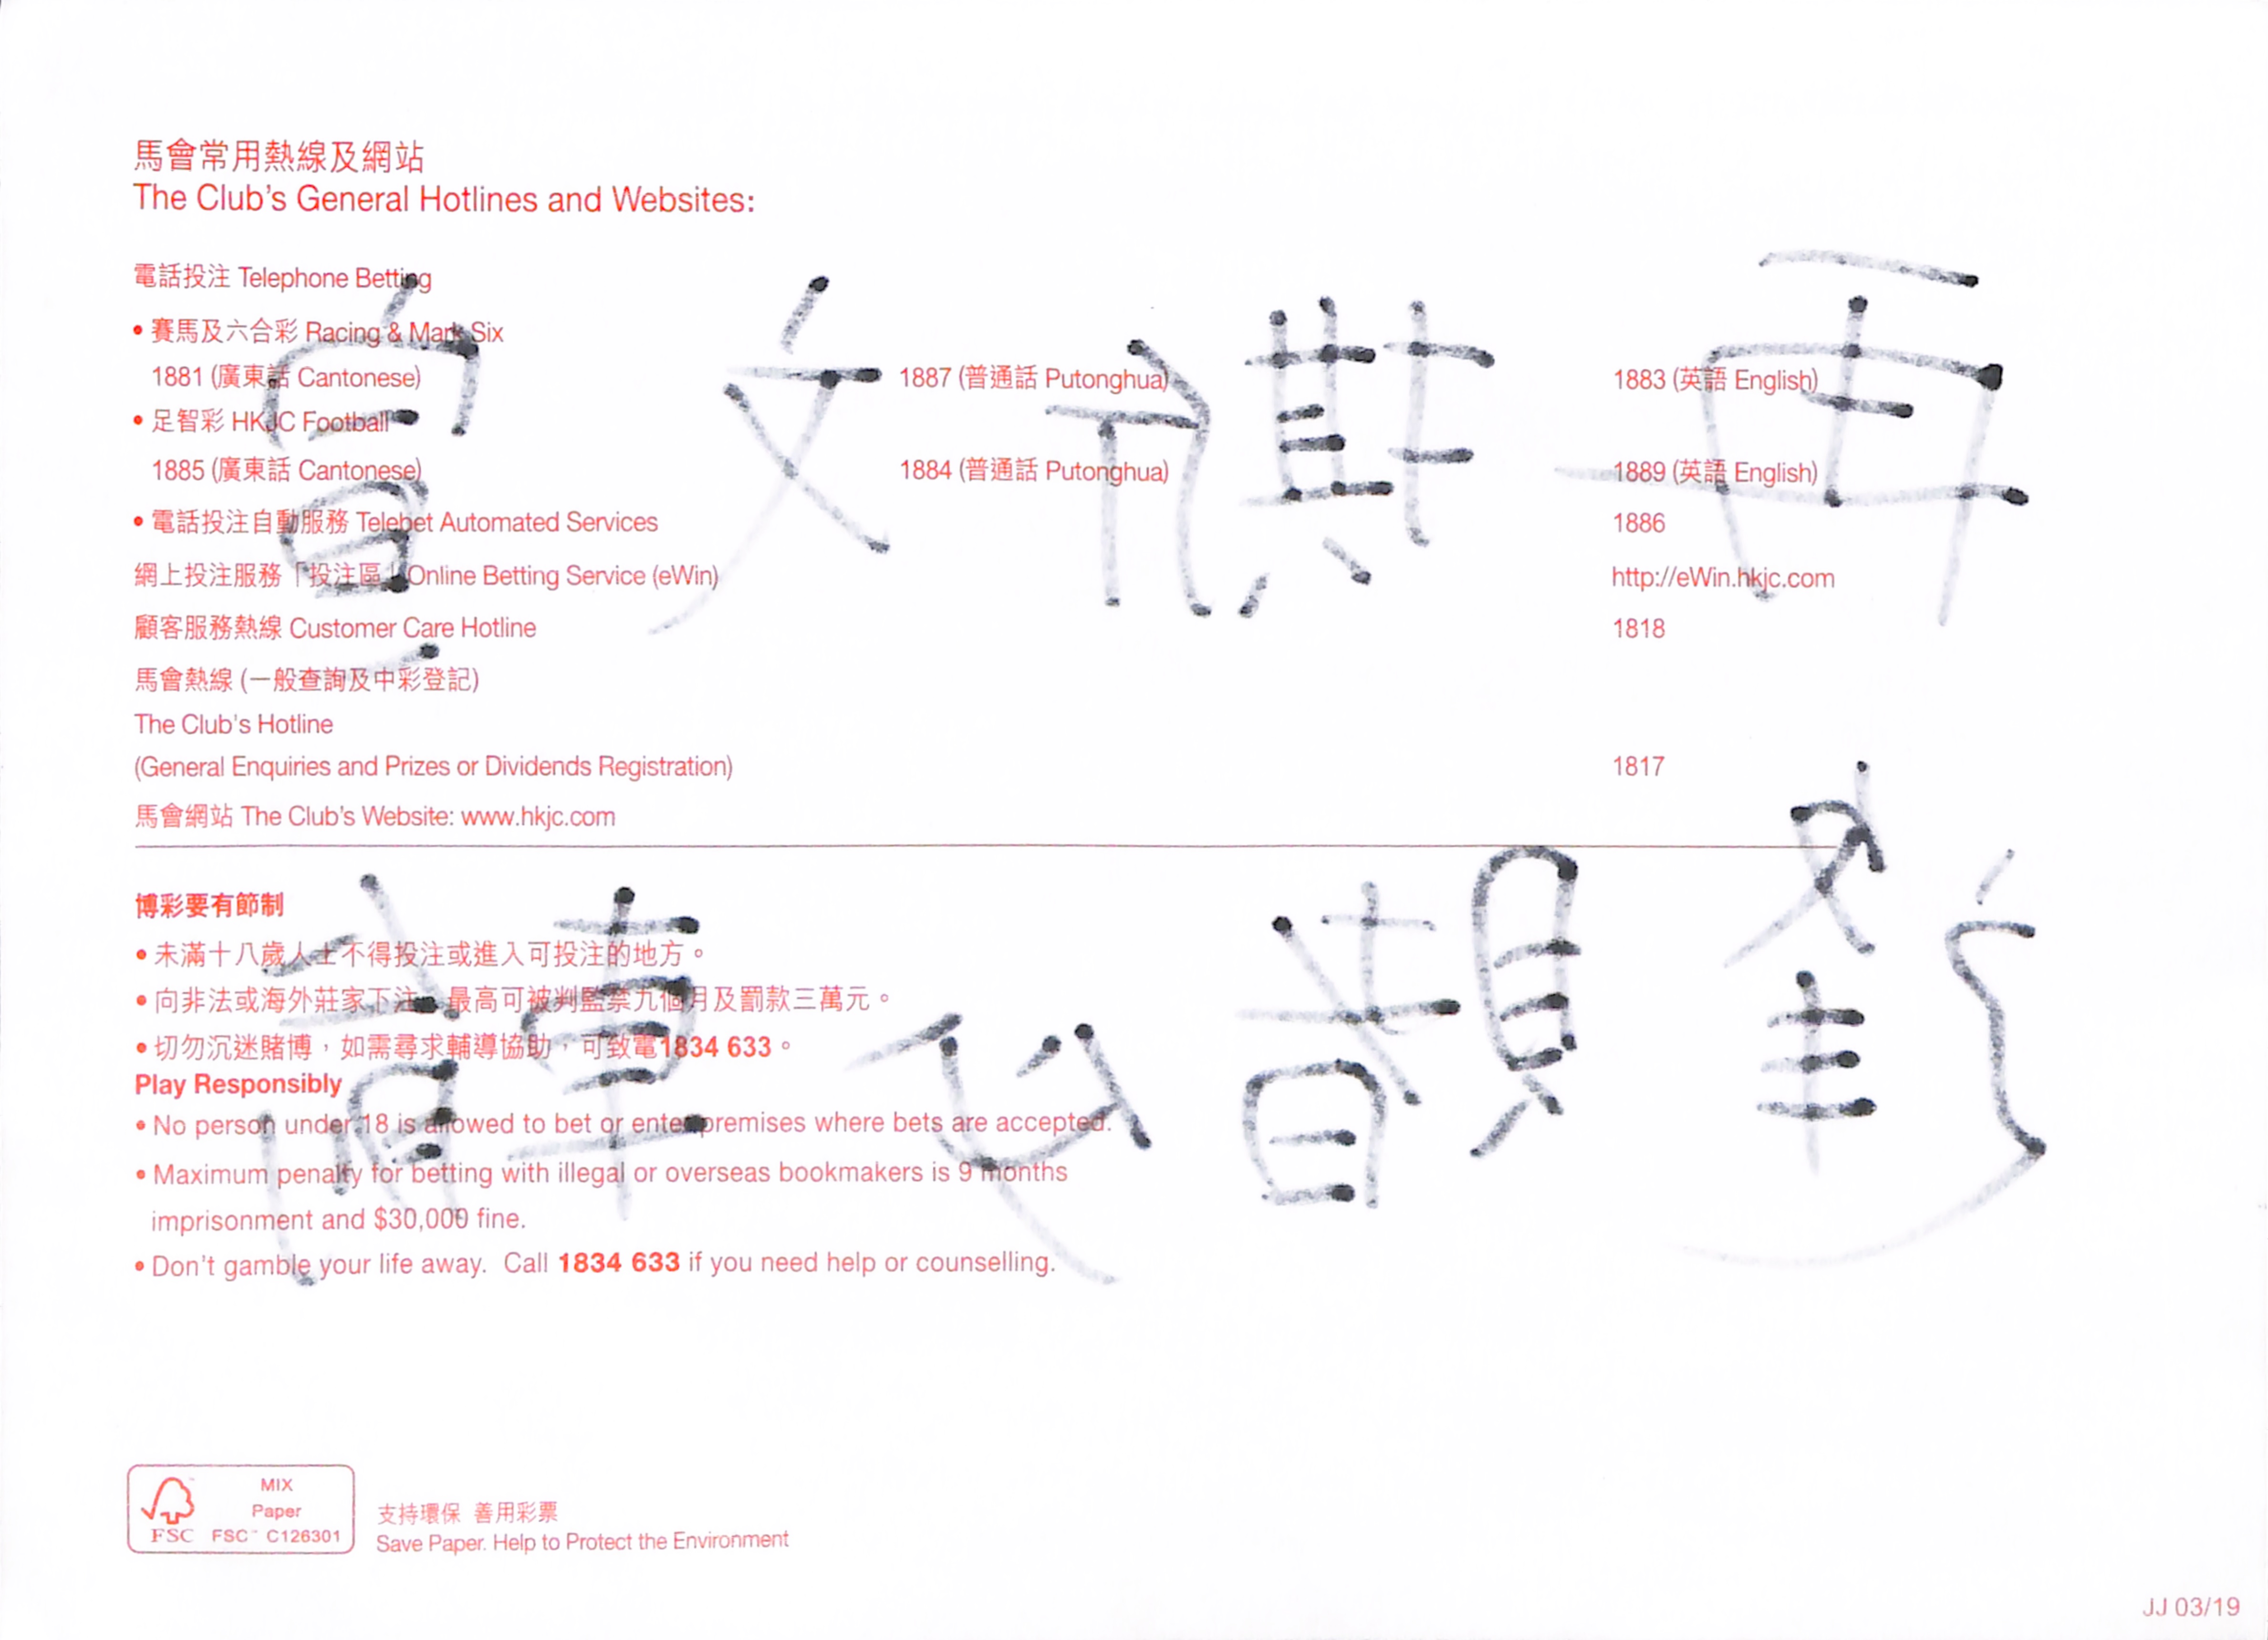 馬會常用熱線及網站
The Club's General Hotlines and Websites:
電話投注 Telephone Betting
• 賽馬及六合彩 Racing & Mark Six
1881 (廣東話 Cantonese) 1887 (普通話 Putonghua) 1883 (英語 English)
• 足智彩 HKJC Football
1885 (廣東話 Cantonese) 1884 (普通話 Putonghua) 1889 (英語 English)
• 電話投注自動服務 Telebet Automated Services 1886
網上投注服務「投注區」Online Betting Service (eWin) http://eWin.hkjc.com
顧客服務熱線 Customer Care Hotline 1818
馬會熱線 (一般查詢及中彩登記)
The Club's Hotline
(General Enquiries and Prizes or Dividends Registration) 1817
馬會網站 The Club's Website: www.hkjc.com
博彩要有節制
• 未滿十八歲人士不得投注或進入可投注的地方。
• 向非法或海外莊家下注，最高可被判監禁九個月及罰款三萬元。
• 切勿沉迷賭博，如需尋求輔導協助，可致電1834 633。
Play Responsibly
• No person under 18 is allowed to bet or enter premises where bets are accepted.
• Maximum penalty for betting with illegal or overseas bookmakers is 9 months
imprisonment and $30,000 fine.
• Don't gamble your life away. Call 1834 633 if you need help or counselling.
MIX
Paper
FSC FSC™ C126301
支持環保 善用彩票
Save Paper. Help to Protect the Environment
JJ 03/19